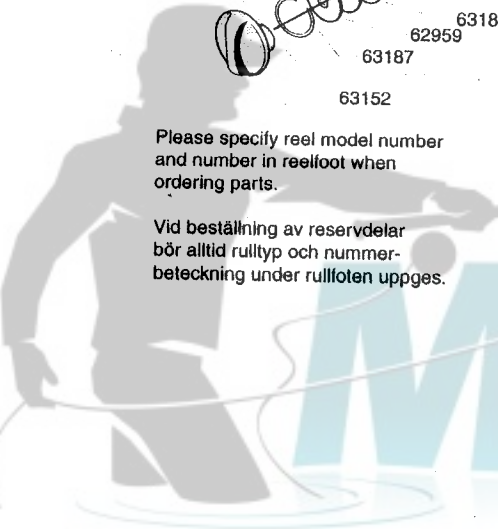 6318
62959
63187
63152
Please specify reel model number
and number in reelfoot when
ordering parts.
Vid beställning av reservdelar
bör alltid rulltyp och nummer-
beteckning under rullfoten uppges.
M